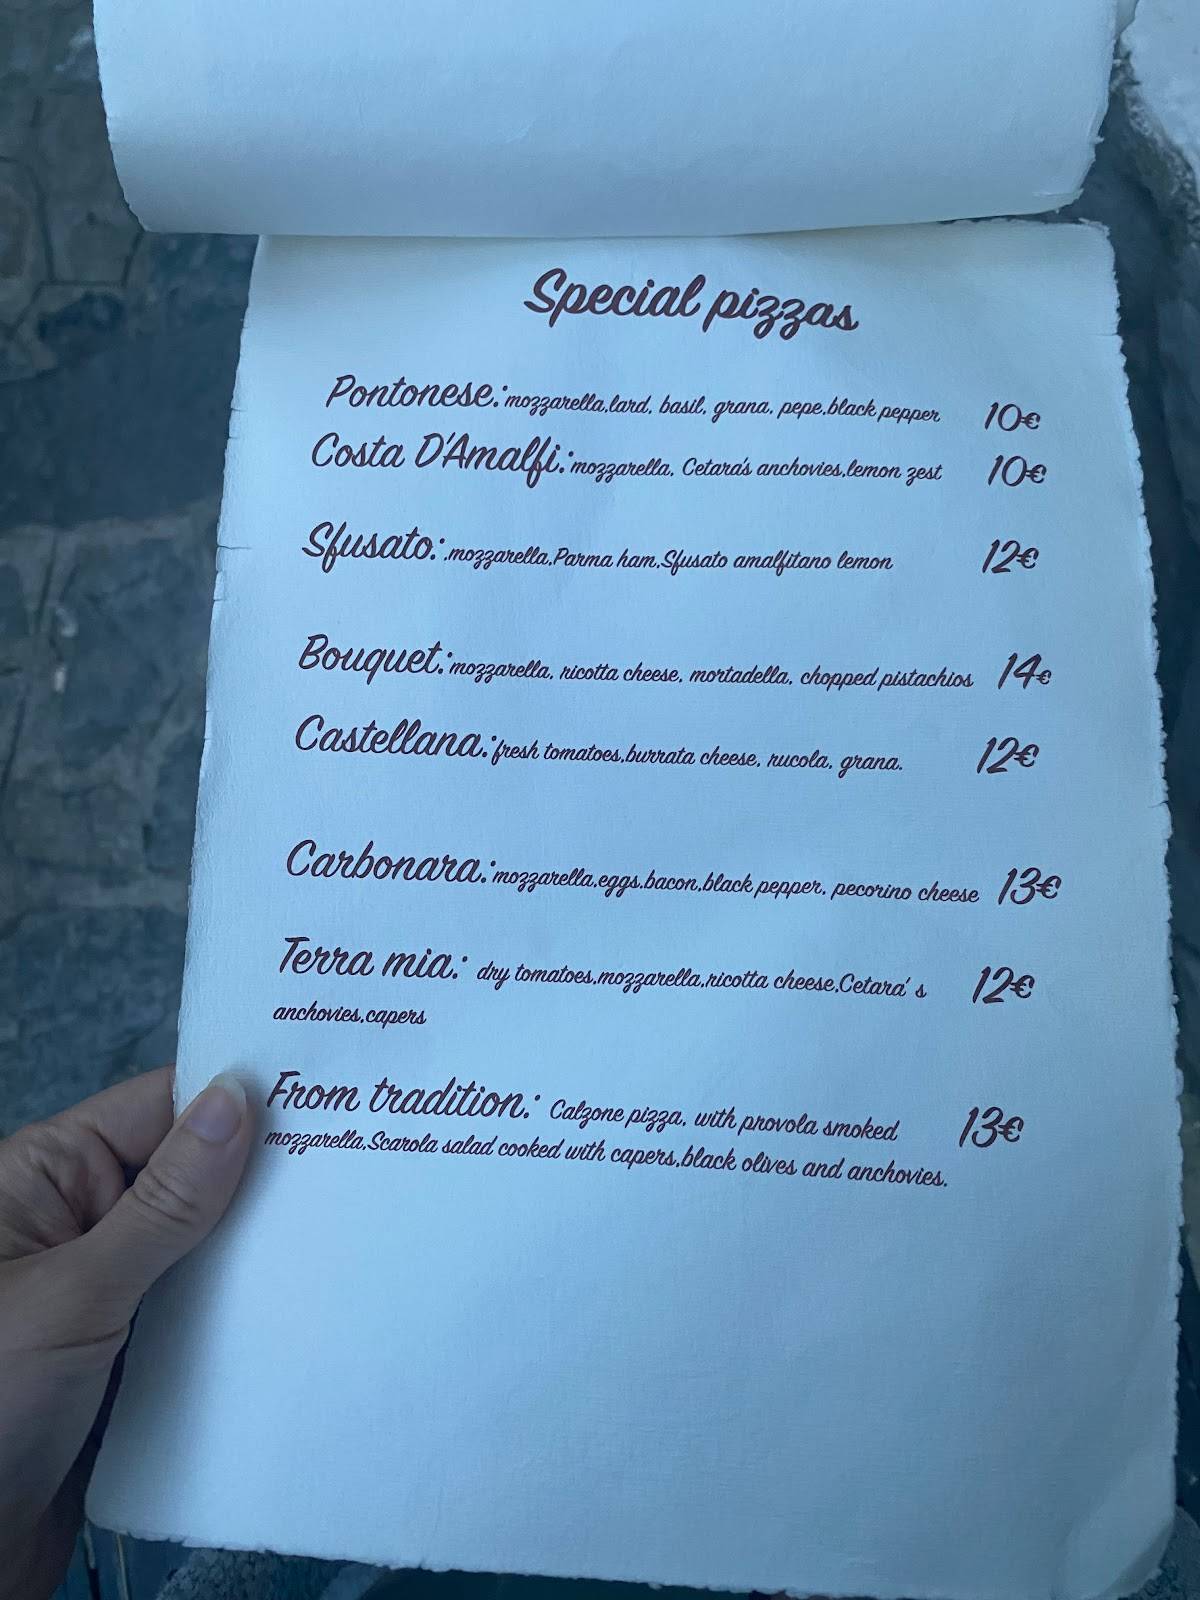 Special pizzas
Pontonese: mozzarella,lard, basil, grana, pepe,black pepper 10€
Costa D'Amalfi: mozzarella, Cetara's anchovies,lemon zest 10€
Sfusato: ,mozzarella,Parma ham,Sfusato amalfitano lemon 12€
Bouquet: mozzarella, ricotta cheese, mortadella, chopped pistachios 14€
Castellana: fresh tomatoes,burrata cheese, rucola, grana. 12€
Carbonara: mozzarella,eggs,bacon,black pepper, pecorino cheese 13€
Terra mia: dry tomatoes,mozzarella,ricotta cheese,Cetara' s 12€
anchovies,capers
From tradition: Calzone pizza, with provola smoked 13€
mozzarella,Scarola salad cooked with capers,black olives and anchovies.